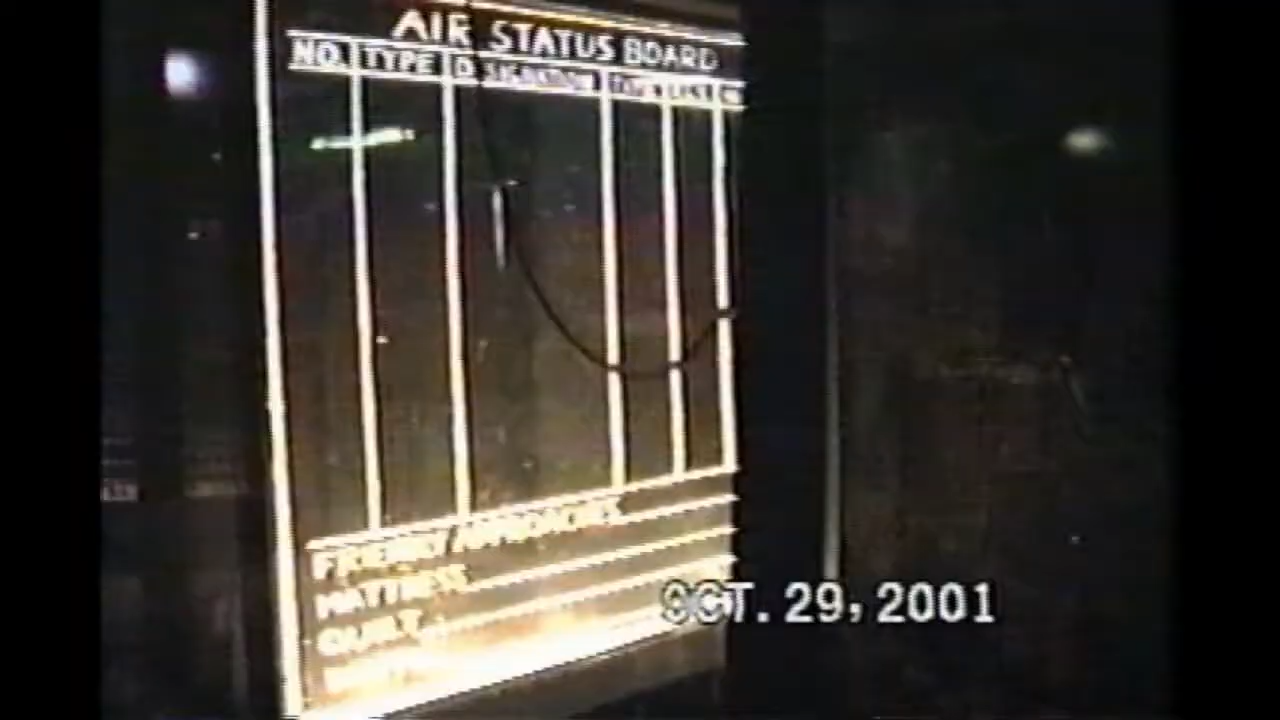 AIR STATUS BOARD
NO. TYPE
FRIENDLY APPROACHES
MATTRESS
QUILT
OCT. 29, 2001